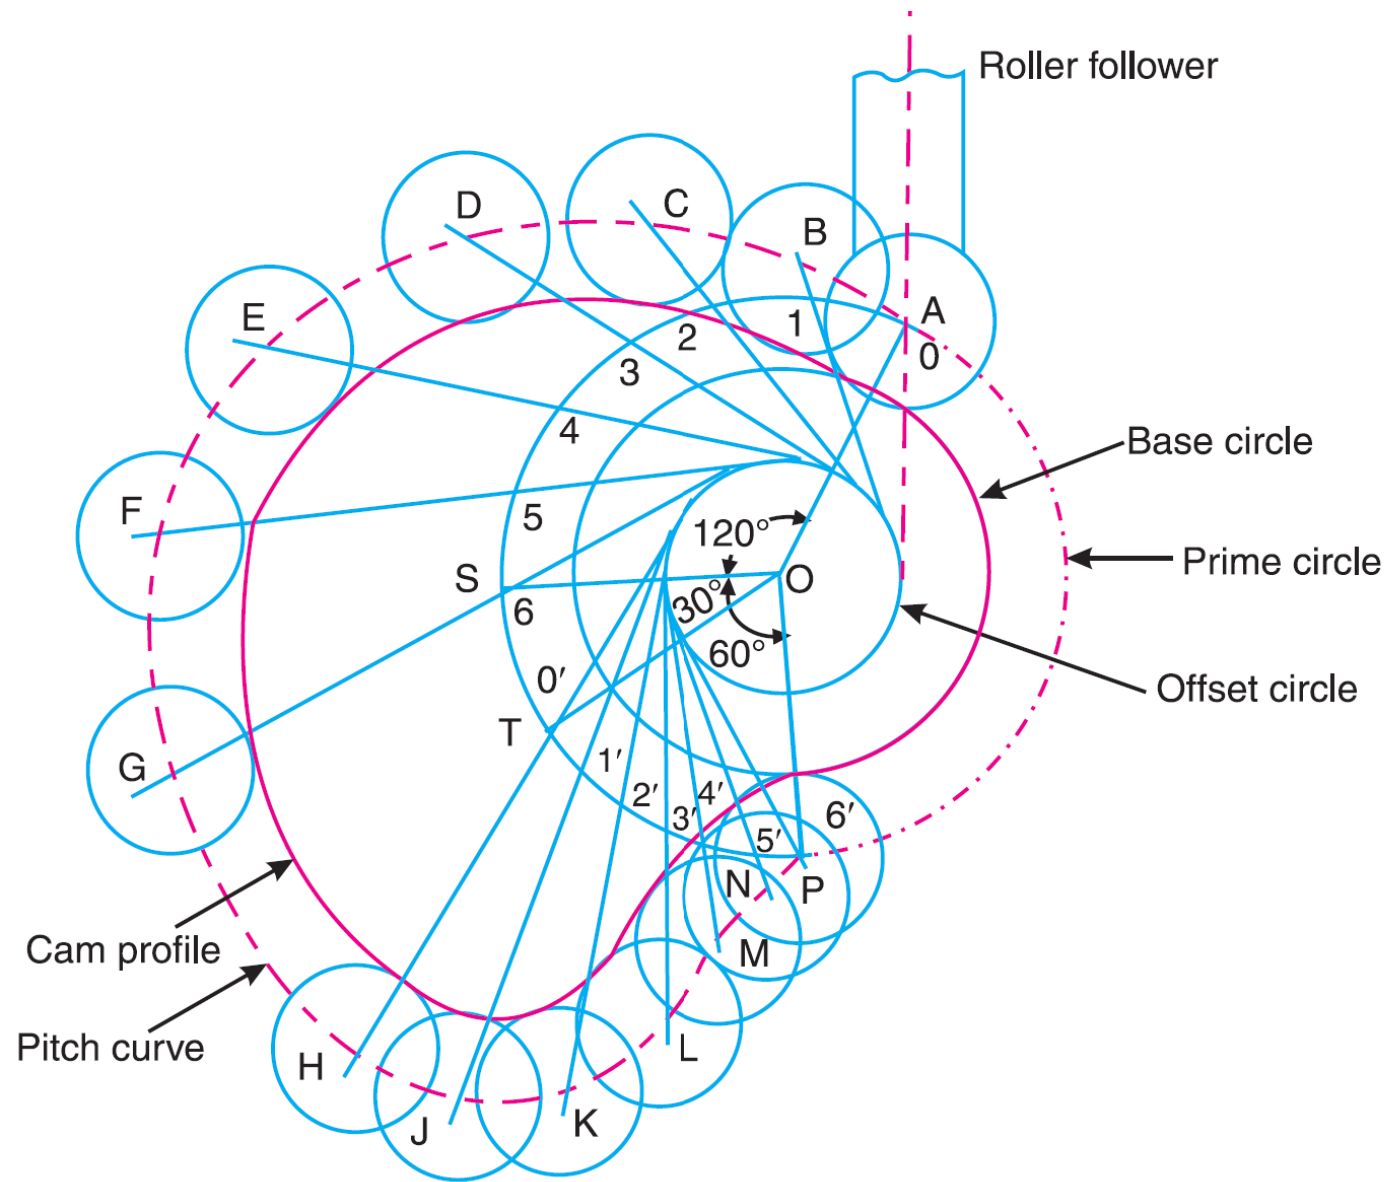 Roller follower
D
C
B
A
E
1
2
0
3
4
Base circle
F
5
120°
Prime circle
S
O
6
30°
60°
0′
Offset circle
T
1′
G
2′
4′
3′
6′
5′
N
P
M
Cam profile
Pitch curve
L
H
J
K